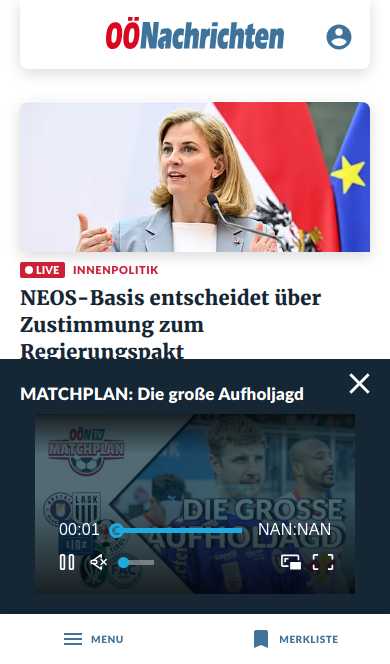 OÖNachrichten
LIVE INNENPOLITIK
NEOS-Basis entscheidet über
Zustimmung zum
Regierungspakt
MATCHPLAN: Die große Aufholjagd
OÖN TV
MATCHPLAN
LASK
DIE GROSSE
AUFHOLJAGD
00:01 NAN:NAN
MENU MERKLISTE